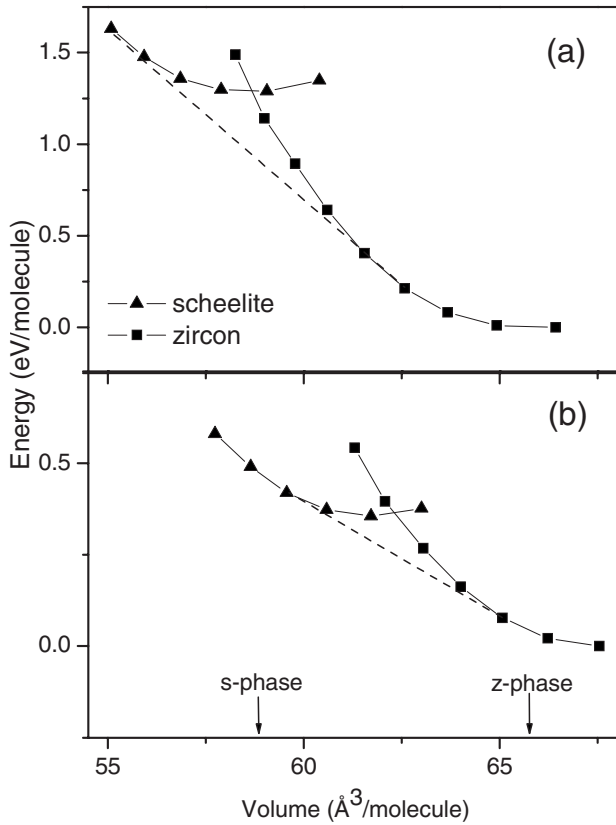 (a)
1.5
1.0
0.5
0.0
scheelite
zircon
Energy (eV/molecule)
(b)
0.5
0.0
s-phase
z-phase
55
60
65
Volume (Å³/molecule)